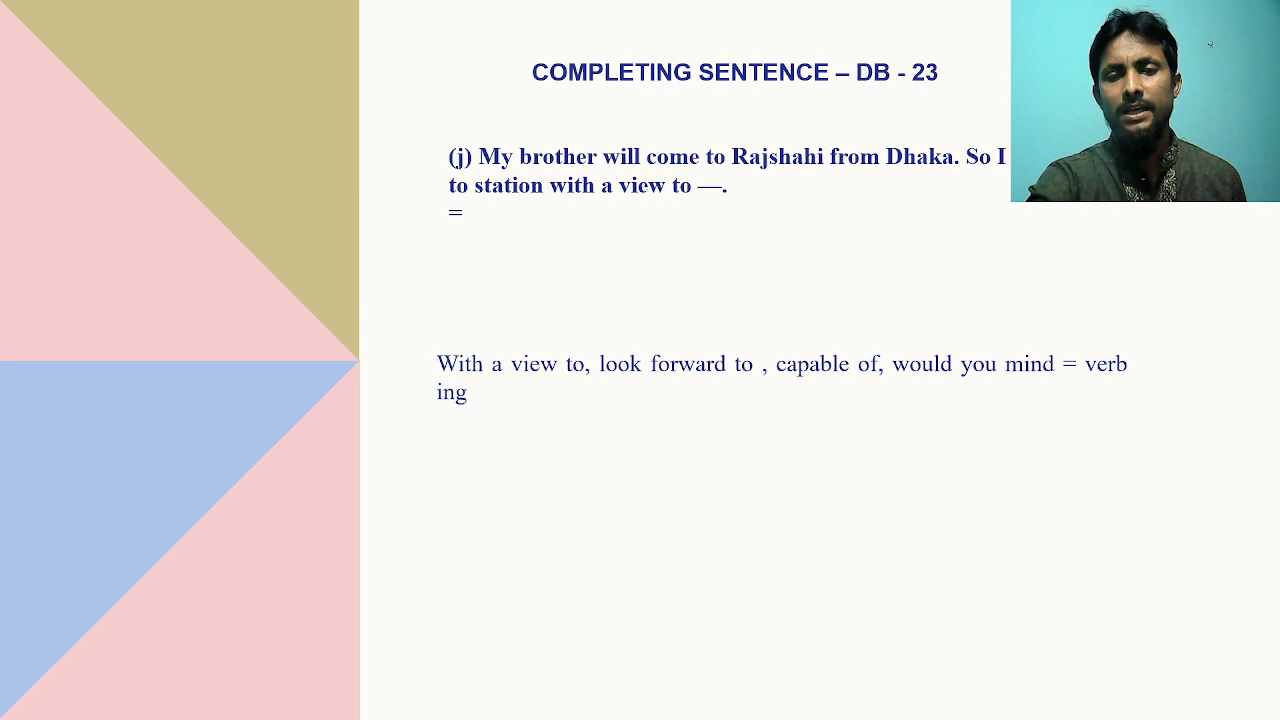 COMPLETING SENTENCE – DB - 23
(j) My brother will come to Rajshahi from Dhaka. So I
to station with a view to —.
=
With a view to, look forward to , capable of, would you mind = verb
ing